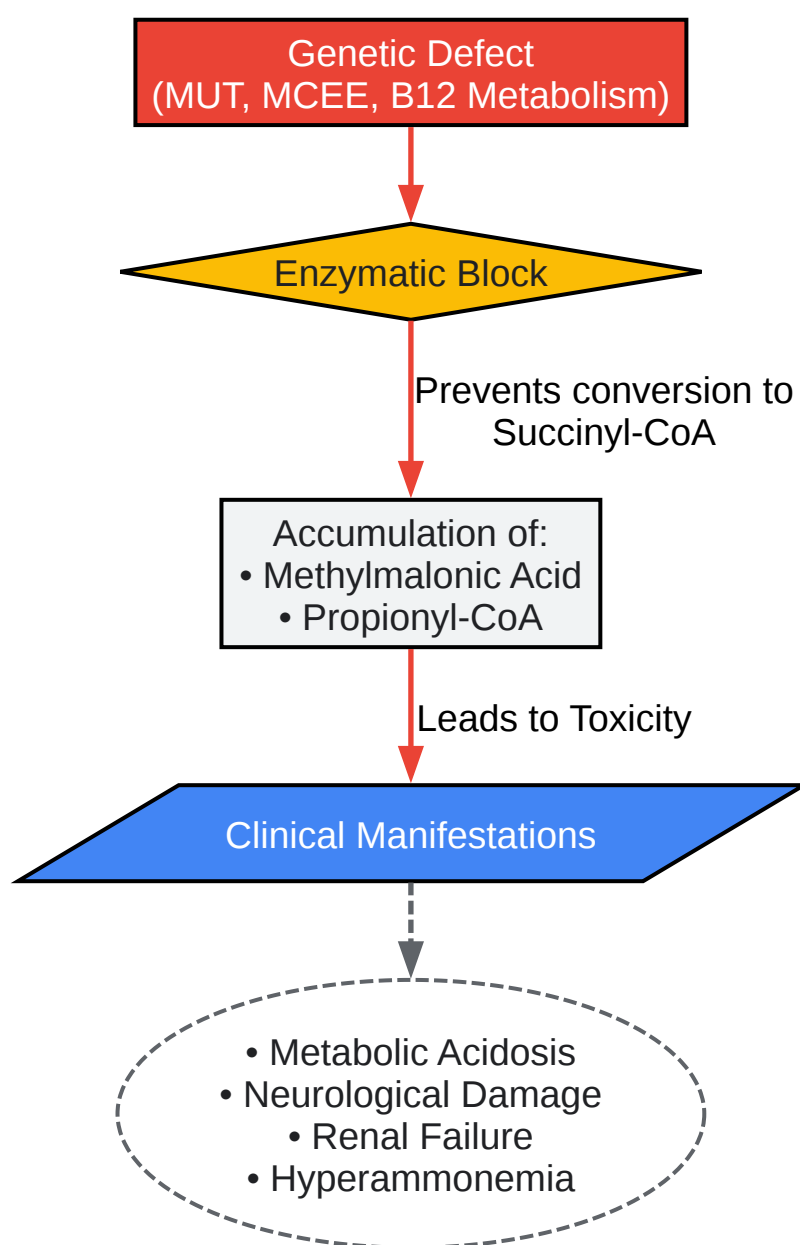 Genetic Defect
(MUT, MCEE, B12 Metabolism)
Enzymatic Block
Prevents conversion to
Succinyl-CoA
Accumulation of:
• Methylmalonic Acid
• Propionyl-CoA
Leads to Toxicity
Clinical Manifestations
• Metabolic Acidosis
• Neurological Damage
• Renal Failure
• Hyperammonemia